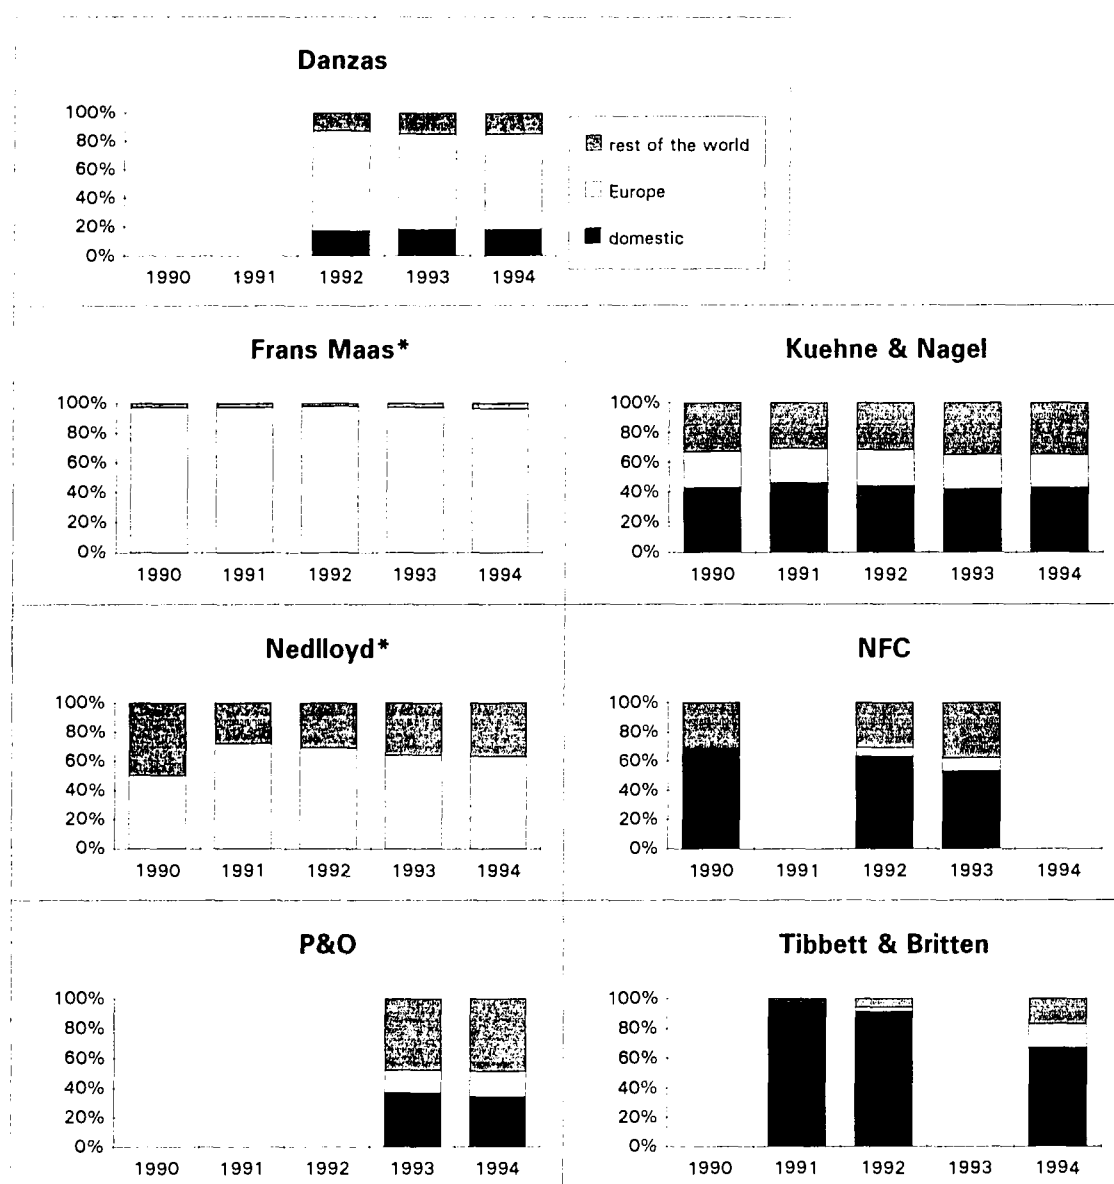 Danzas
100%
80%
60%
40%
20%
0%
1990 1991 1992 1993 1994
rest of the world
Europe
domestic
Frans Maas*
100%
80%
60%
40%
20%
0%
1990 1991 1992 1993 1994
Kuehne & Nagel
100%
80%
60%
40%
20%
0%
1990 1991 1992 1993 1994
Nedlloyd*
100%
80%
60%
40%
20%
0%
1990 1991 1992 1993 1994
NFC
100%
80%
60%
40%
20%
0%
1990 1991 1992 1993 1994
P&O
100%
80%
60%
40%
20%
0%
1990 1991 1992 1993 1994
Tibbett & Britten
100%
80%
60%
40%
20%
0%
1990 1991 1992 1993 1994